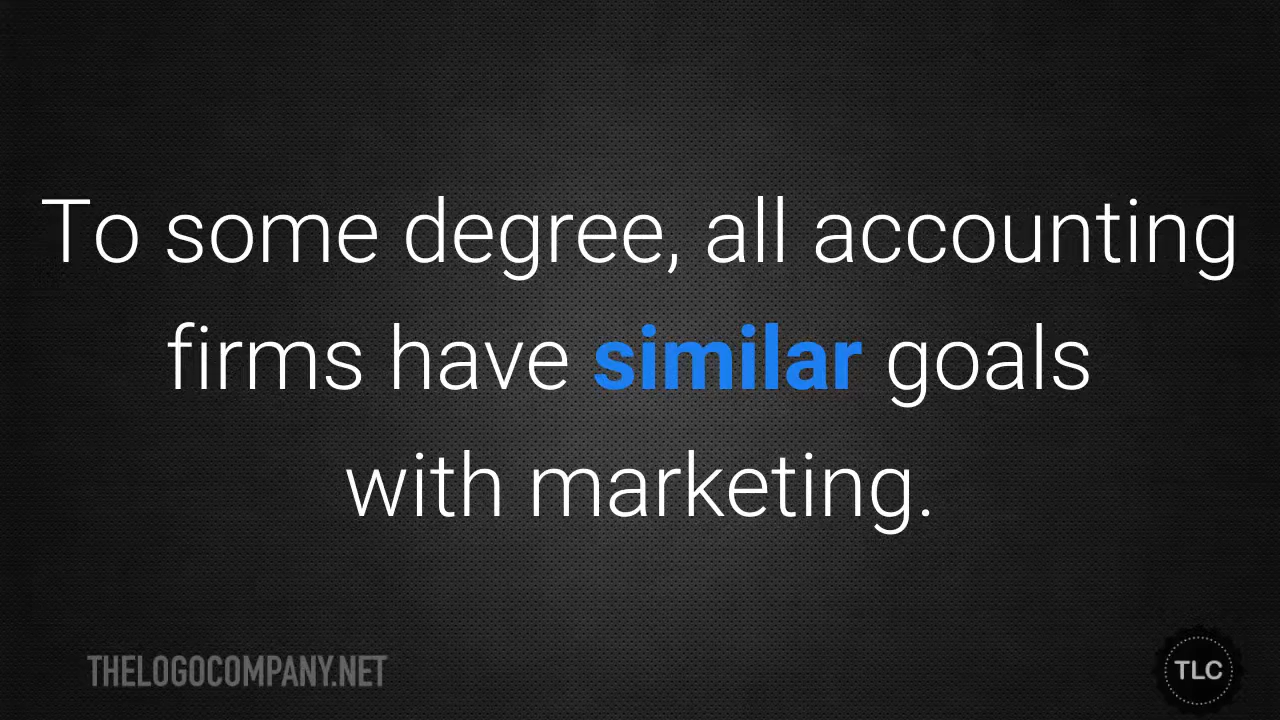 To some degree, all accounting
firms have similar goals
with marketing.
THELOGOCOMPANY.NET
TLC